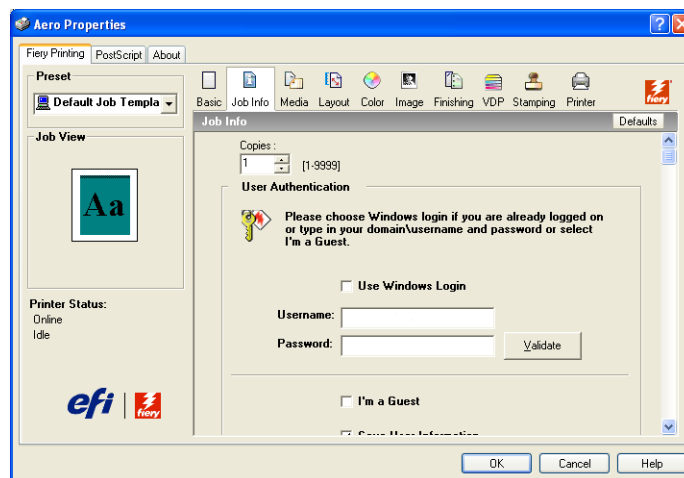 Aero Properties
Fiery Printing PostScript About
Preset
Default Job Templa
Basic Job Info Media Layout Color Image Finishing VDP Stamping Printer
fiery
Job Info
Defaults
Job View
Aa
Copies :
1 [1-9999]
User Authentication
Please choose Windows login if you are already logged on
or type in your domain\username and password or select
I'm a Guest.
Use Windows Login
Username:
Password:
Validate
Printer Status:
Online
Idle
efi fiery
I'm a Guest
Save User Information
OK Cancel Help